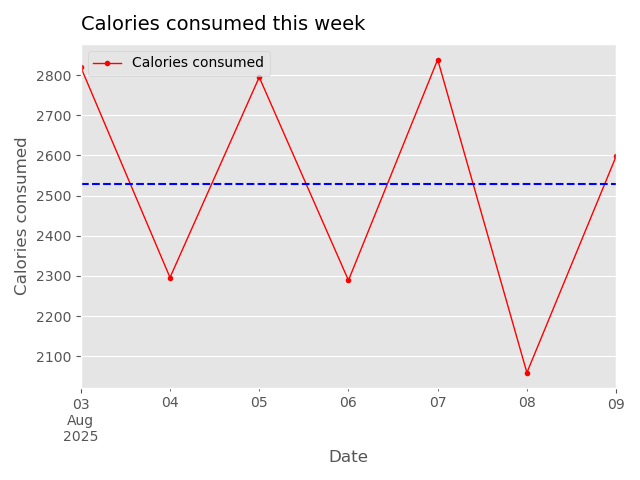 Calories consumed this week
Calories consumed
2800
2700
2600
2500
2400
2300
2200
2100
Calories consumed
03 04 05 06 07 08 09
Aug
2025
Date